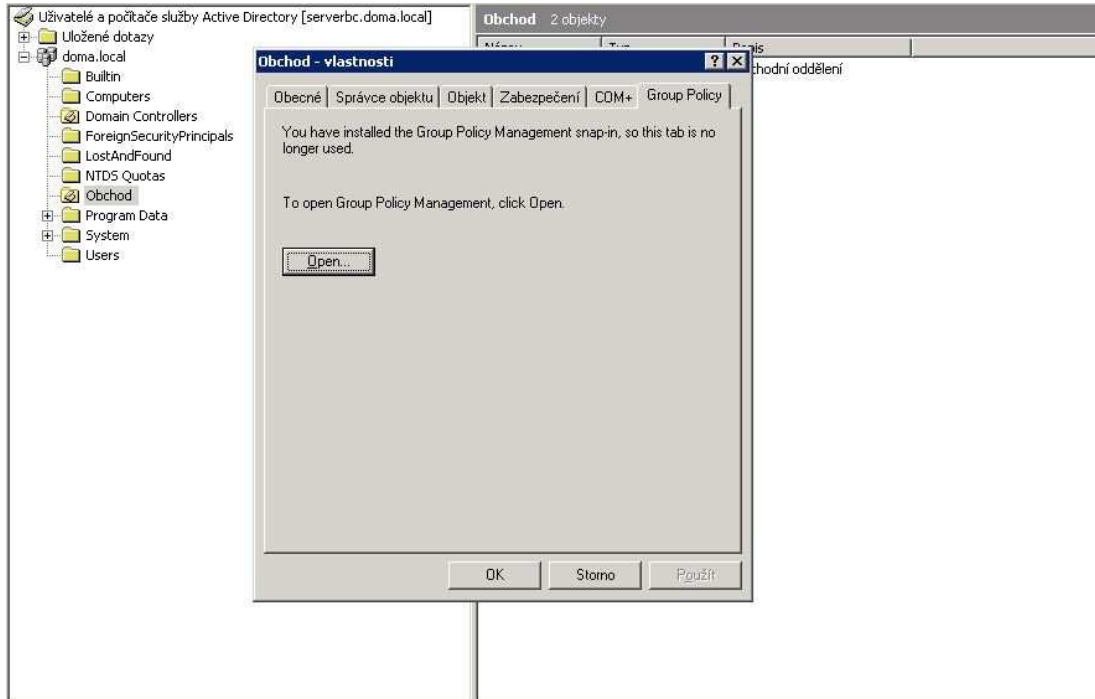 Uživatelé a počítače služby Active Directory [serverbc.doma.local]
Uložené dotazy
doma.local
Builtin
Computers
Domain Controllers
ForeignSecurityPrincipals
LostAndFound
NTDS Quotas
Obchod
Program Data
System
Users
Obchod 2 objekty
chodní oddělení
Obchod - vlastnosti
Obecné Správce objektu Objekt Zabezpečení COM+ Group Policy
You have installed the Group Policy Management snap-in, so this tab is no
longer used.
To open Group Policy Management, click Open.
Open...
OK Storno Použít